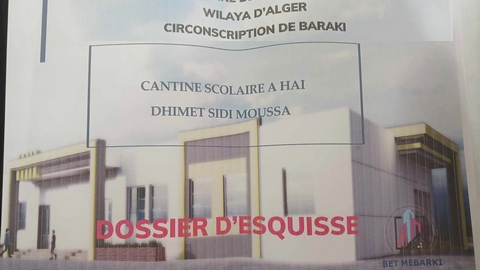 WILAYA D'ALGER
CIRCONSCRIPTION DE BARAKI
CANTINE SCOLAIRE A HAI
DHIMET SIDI MOUSSA
DOSSIER D'ESQUISSE
BET MEBARKI